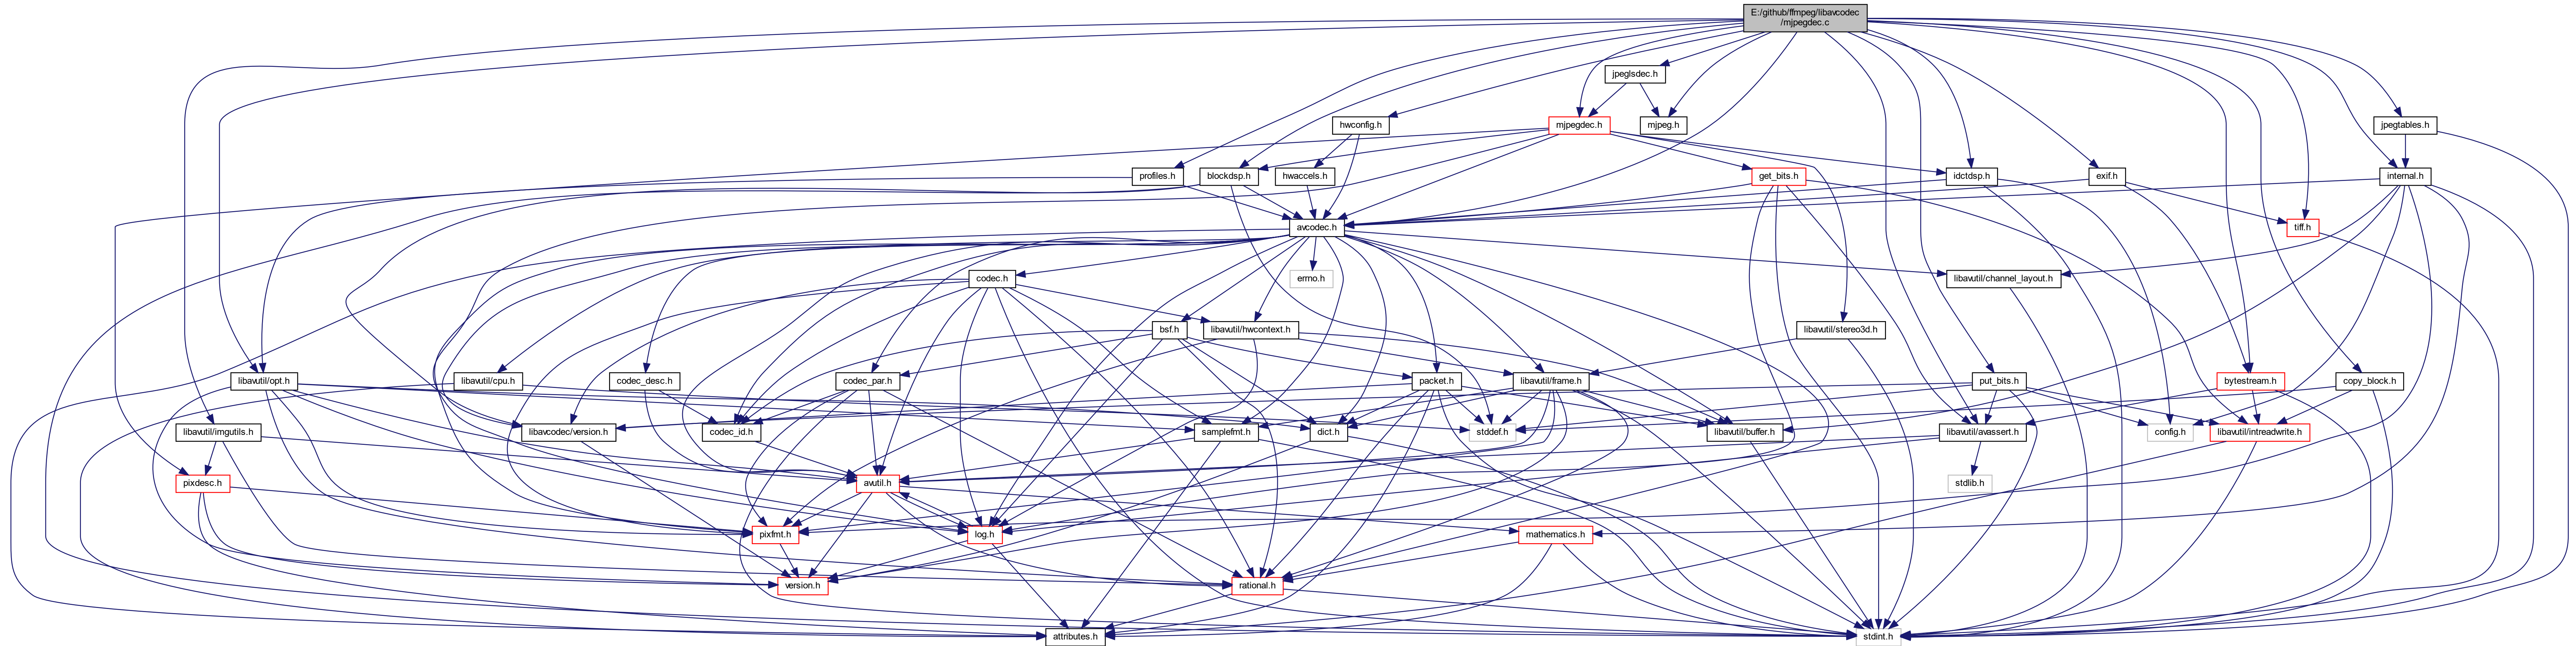 E:/github/ffmpeg/libavcodec
/mjpegdec.c
jpeglsdec.h
hwconfig.h
mjpegdec.h
mjpeg.h
jpegtables.h
profiles.h
blockdsp.h
hwaccels.h
get_bits.h
idctdsp.h
exif.h
internal.h
avcodec.h
tiff.h
codec.h
errno.h
libavutil/channel_layout.h
bsf.h
libavutil/hwcontext.h
libavutil/stereo3d.h
libavutil/opt.h
libavutil/cpu.h
codec_desc.h
codec_par.h
packet.h
libavutil/frame.h
put_bits.h
bytestream.h
copy_block.h
libavutil/imgutils.h
libavcodec/version.h
codec_id.h
samplefmt.h
stddef.h
dict.h
libavutil/buffer.h
libavutil/avassert.h
config.h
libavutil/intreadwrite.h
pixdesc.h
avutil.h
stdlib.h
pixfmt.h
log.h
mathematics.h
version.h
rational.h
attributes.h
stdint.h